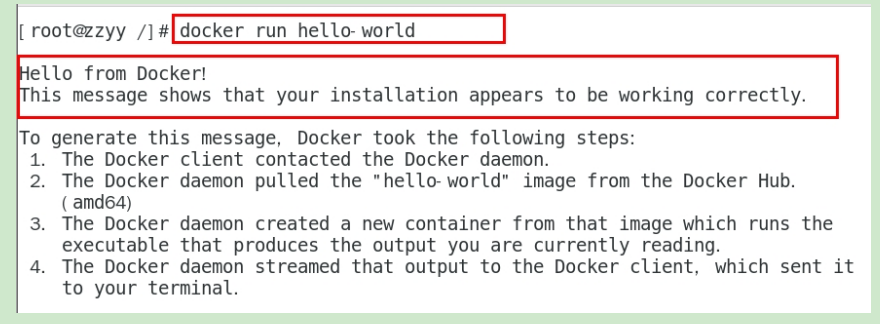 [root@zzyy /]# docker run hello-world
Hello from Docker!
This message shows that your installation appears to be working correctly.
To generate this message, Docker took the following steps:
1. The Docker client contacted the Docker daemon.
2. The Docker daemon pulled the "hello-world" image from the Docker Hub.
(amd64)
3. The Docker daemon created a new container from that image which runs the
executable that produces the output you are currently reading.
4. The Docker daemon streamed that output to the Docker client, which sent it
to your terminal.